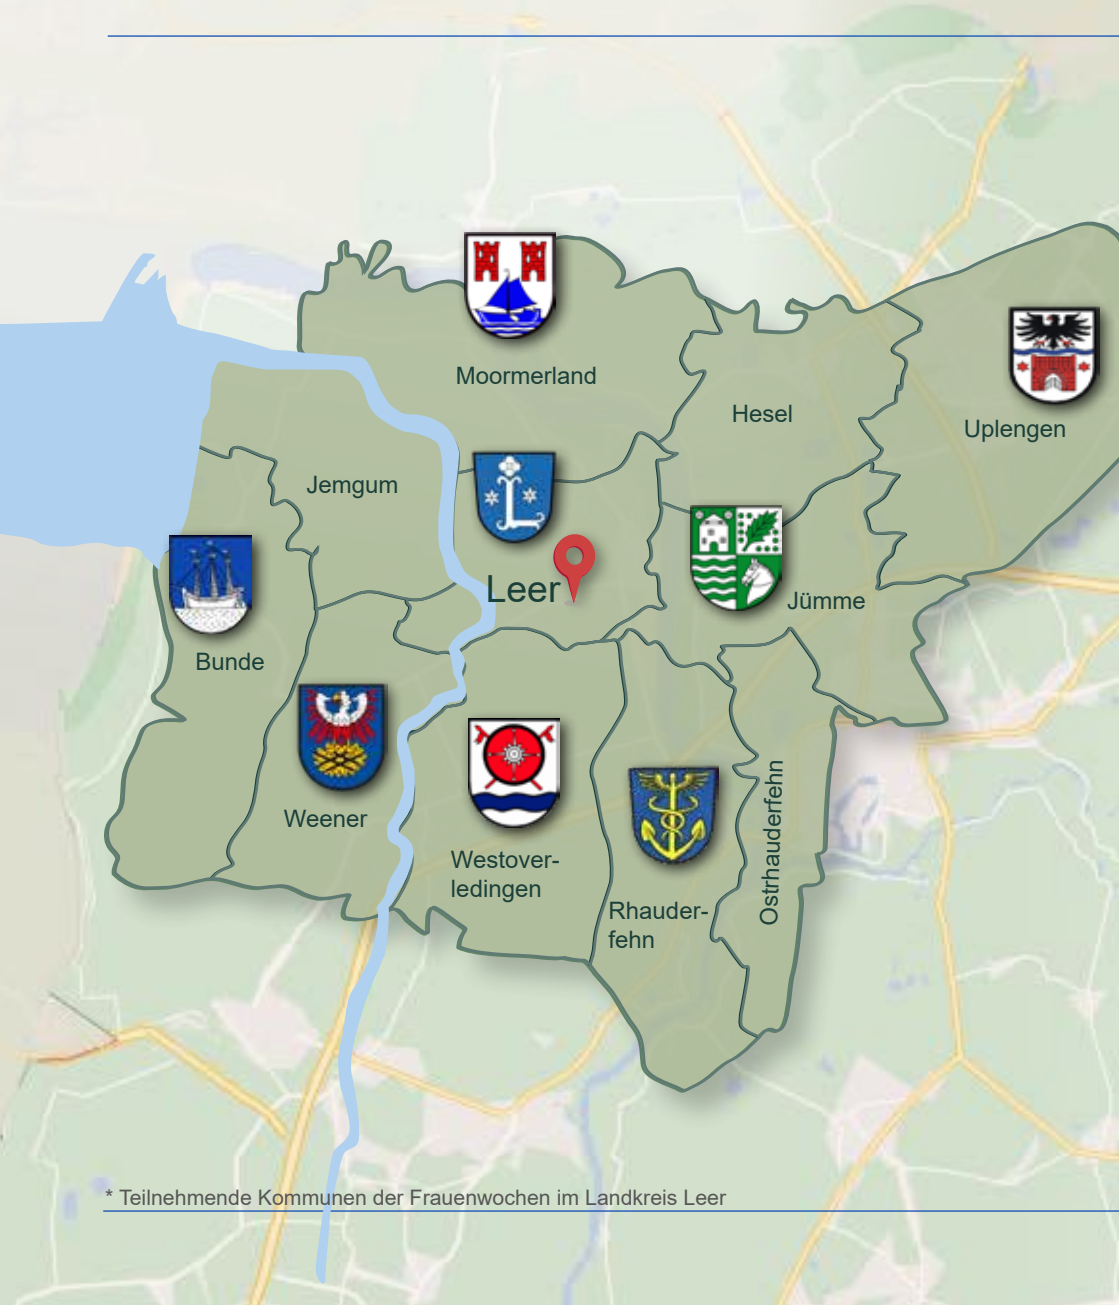 Moormerland
Hesel
Uplengen
Jemgum
Leer
Jümme
Bunde
Weener
Westover-
ledingen
Rhauder-
fehn
Ostrhauderfehn
* Teilnehmende Kommunen der Frauenwochen im Landkreis Leer